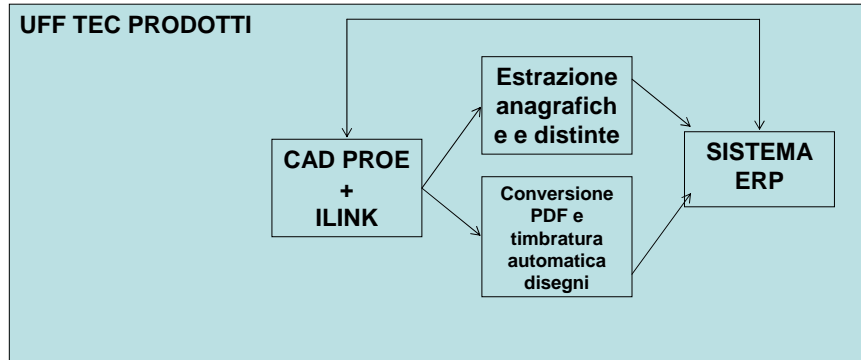 UFF TEC PRODOTTI
Estrazione
anagrafich
e e distinte
CAD PROE
+
ILINK
SISTEMA
ERP
Conversione
PDF e
timbratura
automatica
disegni